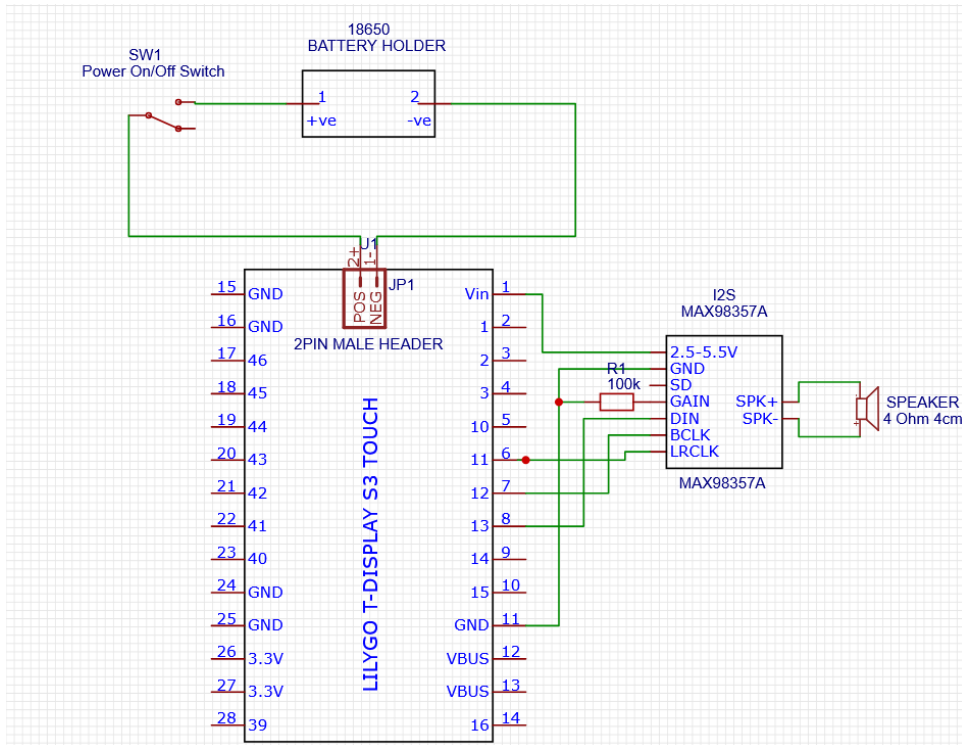 18650
BATTERY HOLDER
SW1
Power On/Off Switch
1 2
+ve -ve
U1
2+ 1-
POS NEG
JP1
2PIN MALE HEADER
LILYGO T-DISPLAY S3 TOUCH
15 GND
16 GND
17 46
18 45
19 44
20 43
21 42
22 41
23 40
24 GND
25 GND
26 3.3V
27 3.3V
28 39
Vin 1
1 2
2 3
3 4
10 5
11 6
12 7
13 8
14 9
15 10
GND 11
VBUS 12
VBUS 13
16 14
I2S
MAX98357A
R1
100k
2.5-5.5V
GND
SD
GAIN SPK+
DIN SPK-
BCLK
LRCLK
MAX98357A
SPEAKER
4 Ohm 4cm
+